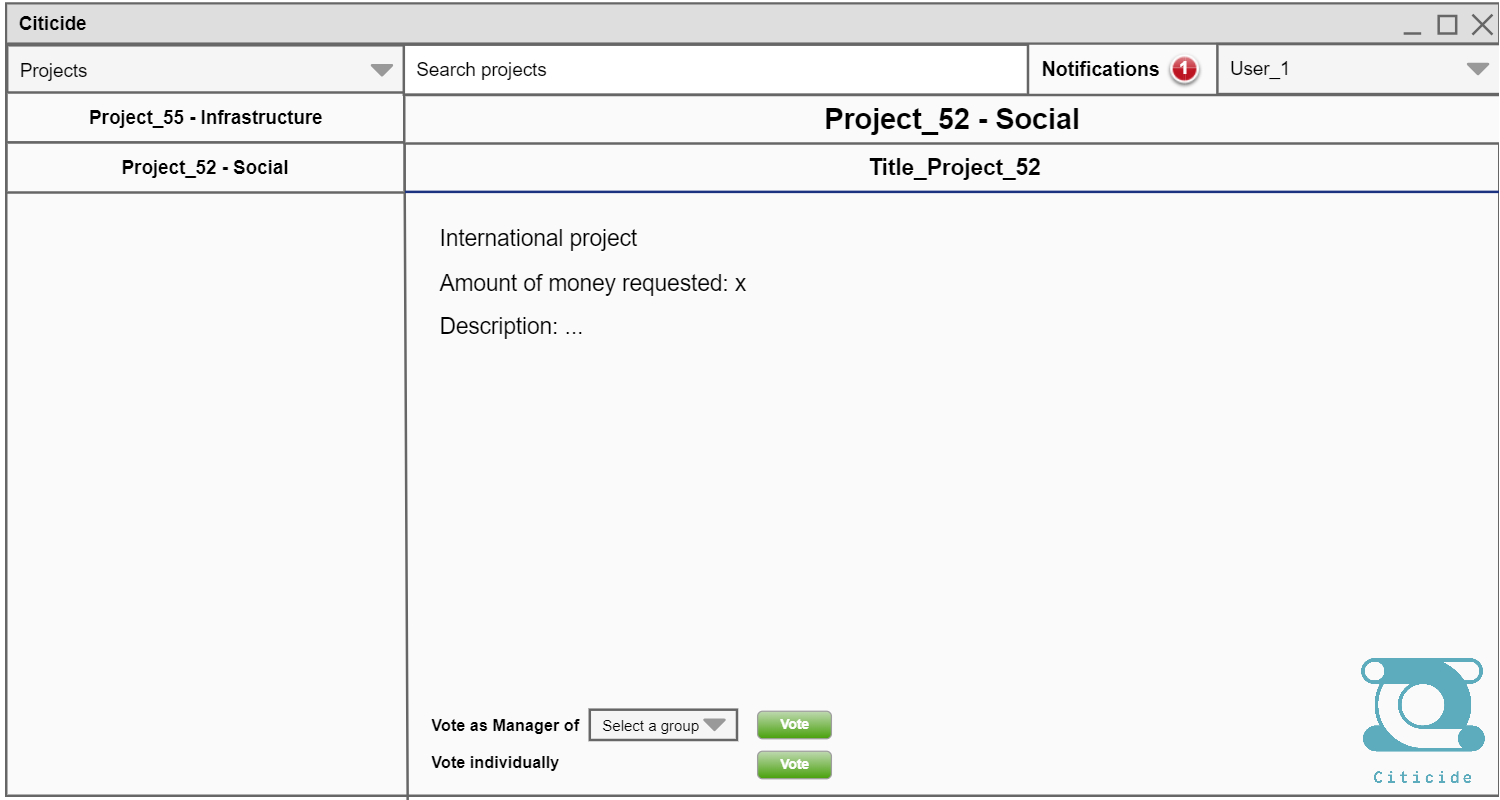 Citicide
Projects
Search projects
Notifications 1
User_1
Project_55 - Infrastructure
Project_52 - Social
Project_52 - Social
Title_Project_52
International project
Amount of money requested: x
Description: ...
Vote as Manager of Select a group Vote
Vote individually Vote
Citicide